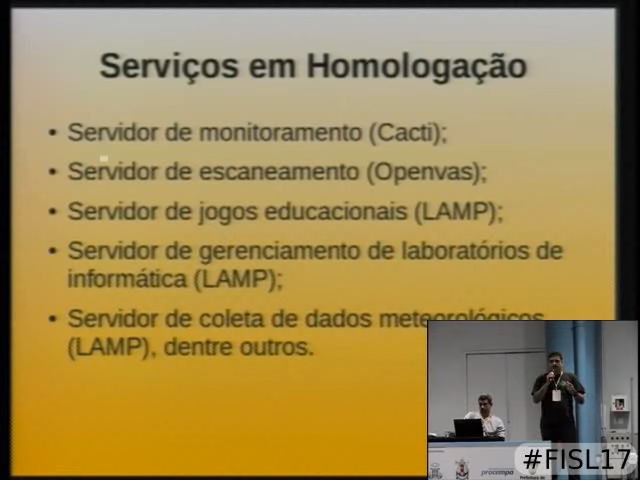 Serviços em Homologação
• Servidor de monitoramento (Cacti);
• Servidor de escaneamento (Openvas);
• Servidor de jogos educacionais (LAMP);
• Servidor de gerenciamento de laboratórios de
informática (LAMP);
• Servidor de coleta de dados meteorológicos
(LAMP), dentre outros.
procempa
#FISL17